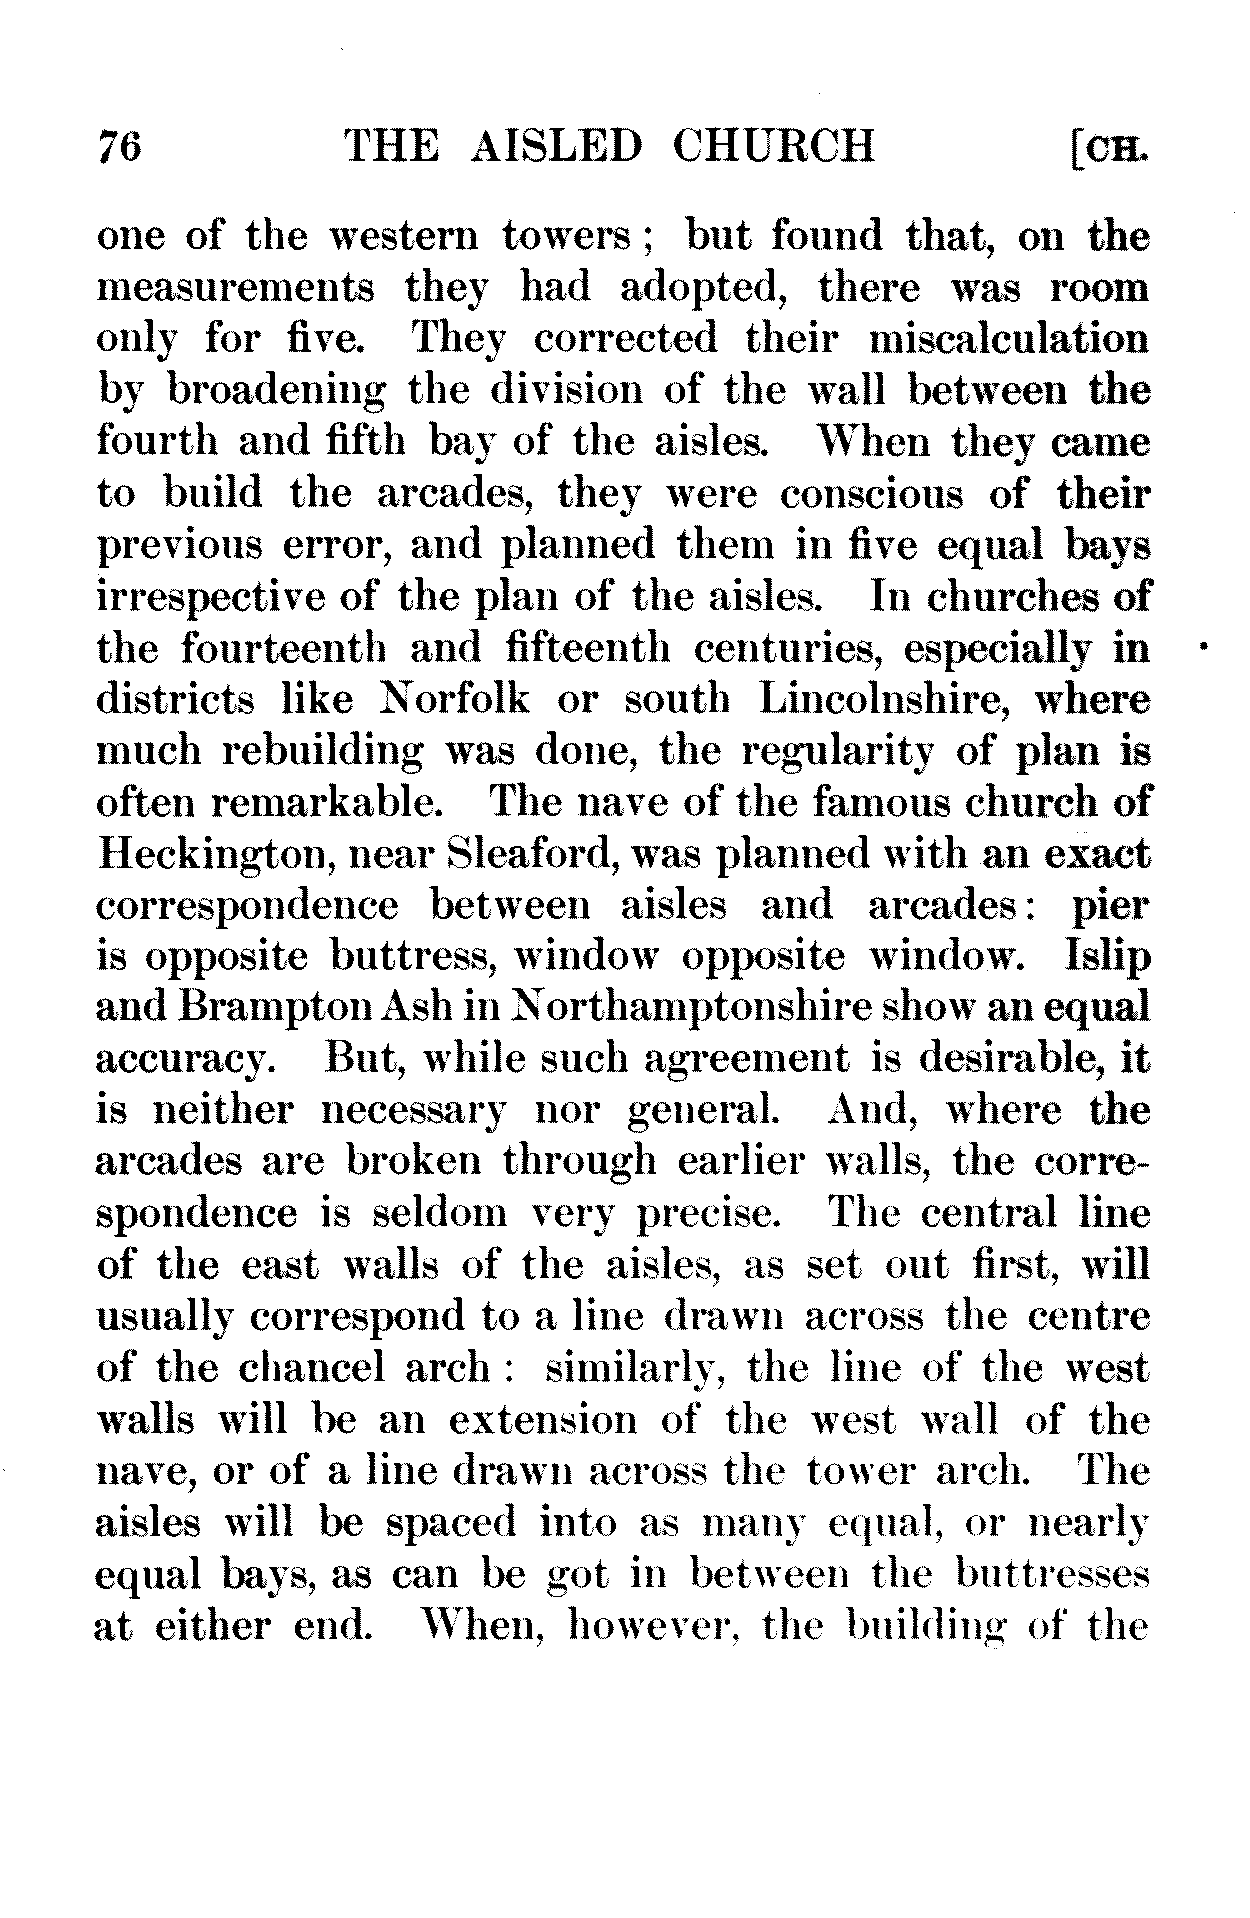 76 THE AISLED CHURCH [CH.
one of the western towers ; but found that, on the
measurements they had adopted, there was room
only for five. They corrected their miscalculation
by broadening the division of the wall between the
fourth and fifth bay of the aisles. When they came
to build the arcades, they were conscious of their
previous error, and planned them in five equal bays
irrespective of the plan of the aisles. In churches of
the fourteenth and fifteenth centuries, especially in
districts like Norfolk or south Lincolnshire, where
much rebuilding was done, the regularity of plan is
often remarkable. The nave of the famous church of
Heckington, near Sleaford, was planned with an exact
correspondence between aisles and arcades : pier
is opposite buttress, window opposite window. Islip
and Brampton Ash in Northamptonshire show an equal
accuracy. But, while such agreement is desirable, it
is neither necessary nor general. And, where the
arcades are broken through earlier walls, the corre-
spondence is seldom very precise. The central line
of the east walls of the aisles, as set out first, will
usually correspond to a line drawn across the centre
of the chancel arch : similarly, the line of the west
walls will be an extension of the west wall of the
nave, or of a line drawn across the tower arch. The
aisles will be spaced into as many equal, or nearly
equal bays, as can be got in between the buttresses
at either end. When, however, the building of the